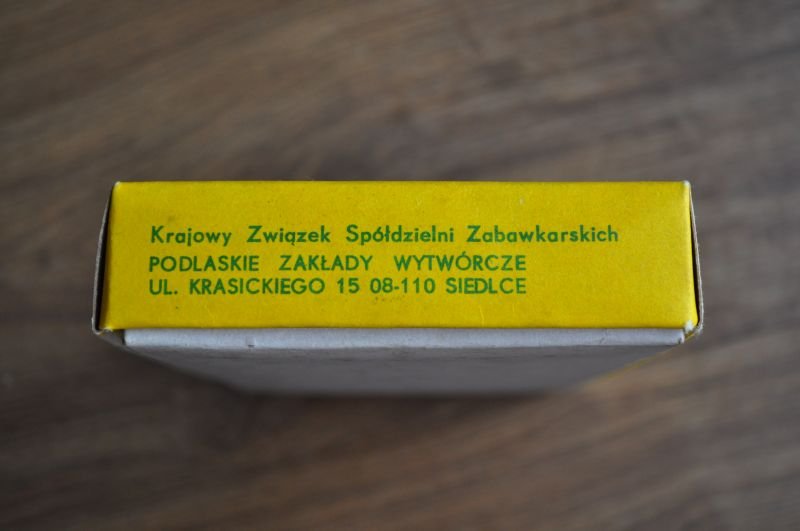 Krajowy Związek Spółdzielni Zabawkarskich
PODLASKIE ZAKŁADY WYTWÓRCZE
UL. KRASICKIEGO 15 08-110 SIEDLCE